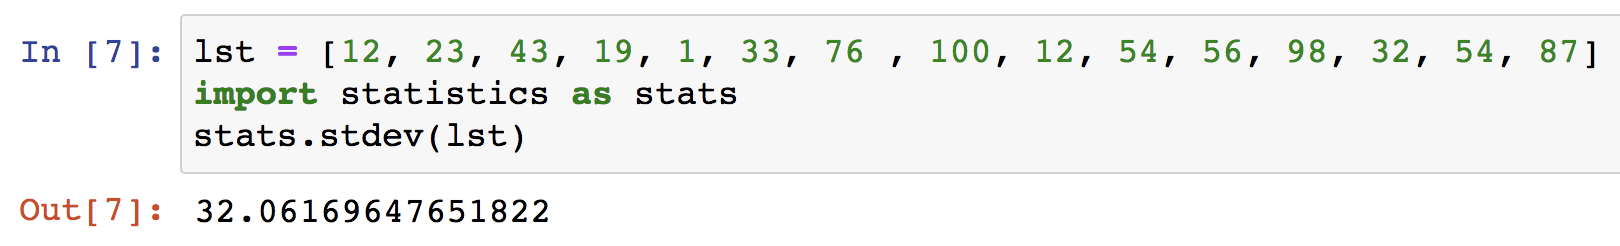 In [7]: lst = [12, 23, 43, 19, 1, 33, 76 , 100, 12, 54, 56, 98, 32, 54, 87]
import statistics as stats
stats.stdev(lst)
Out[7]: 32.06169647651822